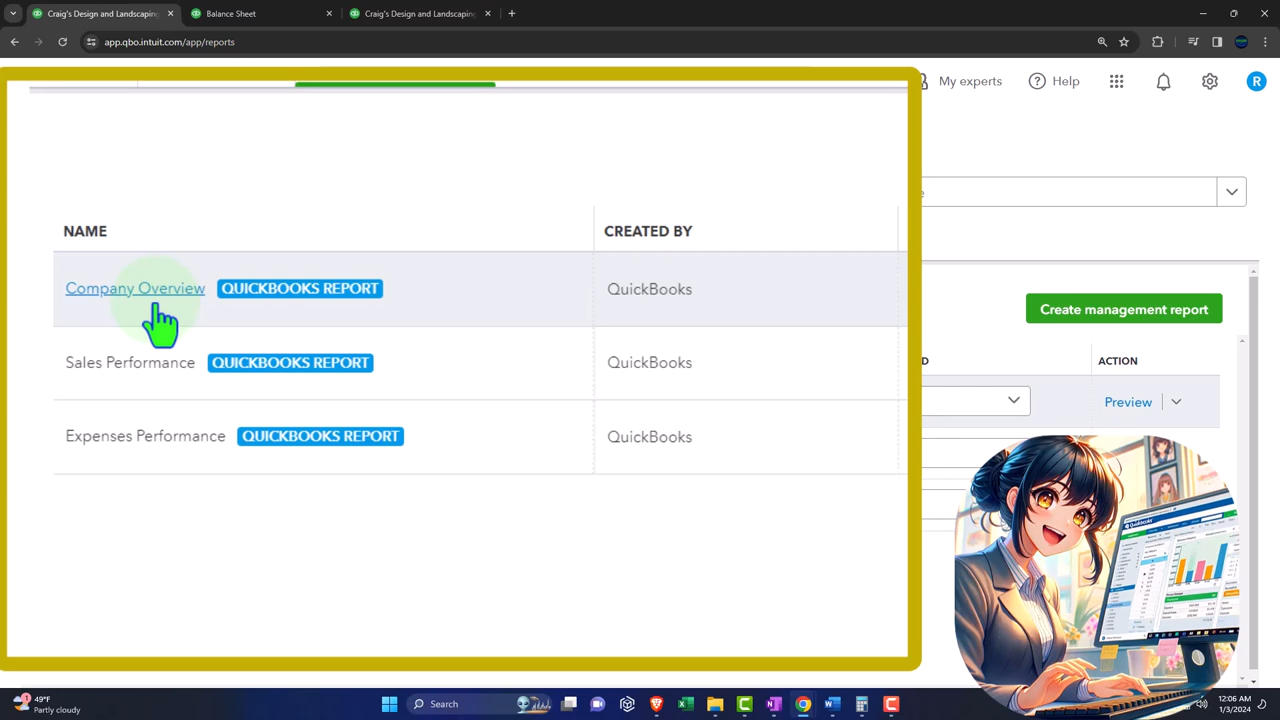 Craig's Design and Landscaping
Balance Sheet
Craig's Design and Landscaping
app.qbo.intuit.com/app/reports
My experts
Help
R
NAME
CREATED BY
Company Overview QUICKBOOKS REPORT
QuickBooks
Sales Performance QUICKBOOKS REPORT
QuickBooks
Expenses Performance QUICKBOOKS REPORT
QuickBooks
Create management report
D
ACTION
Preview
QuickBooks
1
49°F
Partly cloudy
Search
12:06 AM
1/3/2024